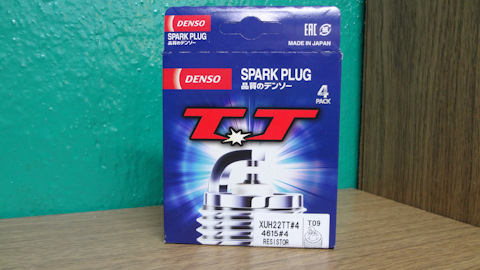 DENSO
SPARK PLUG
品質のデンソー
EAC
MADE IN JAPAN
DENSO
SPARK PLUG
品質のデンソー
4
PACK
TT
XUH22TT#4
4615#4
RESISTOR
T09